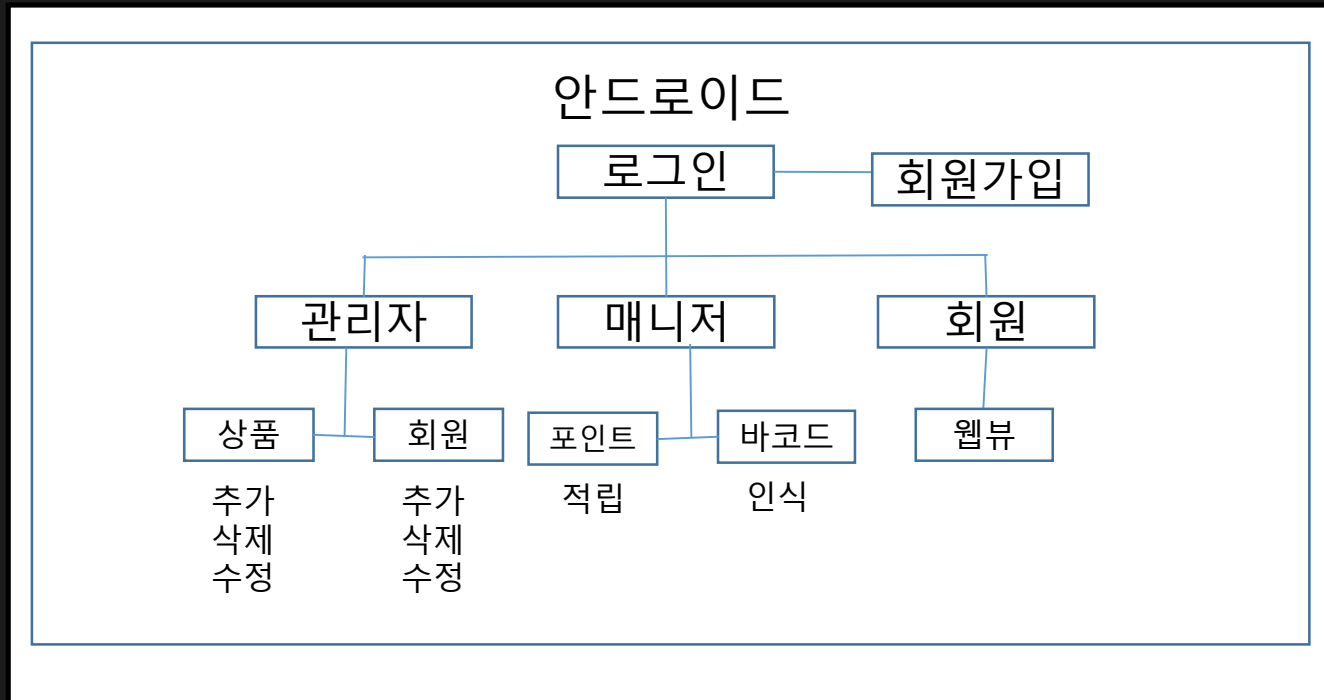 안드로이드
로그인
회원가입
관리자
매니저
회원
상품
회원
포인트
바코드
웹뷰
추가
삭제
수정
추가
삭제
수정
적립
인식